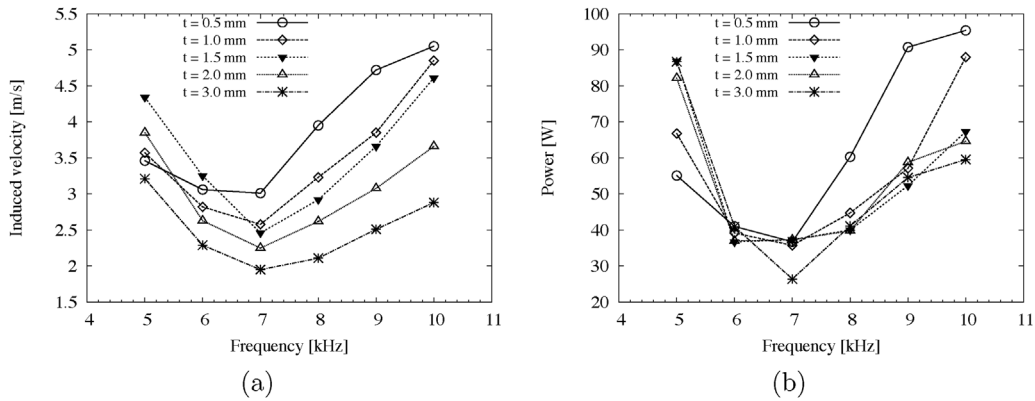 t = 0.5 mm
t = 1.0 mm
t = 1.5 mm
t = 2.0 mm
t = 3.0 mm
5.5
5
4.5
4
3.5
3
2.5
2
1.5
Induced velocity [m/s]
4 5 6 7 8 9 10 11
Frequency [kHz]
(a)
t = 0.5 mm
t = 1.0 mm
t = 1.5 mm
t = 2.0 mm
t = 3.0 mm
100
90
80
70
60
50
40
30
20
Power [W]
4 5 6 7 8 9 10 11
Frequency [kHz]
(b)